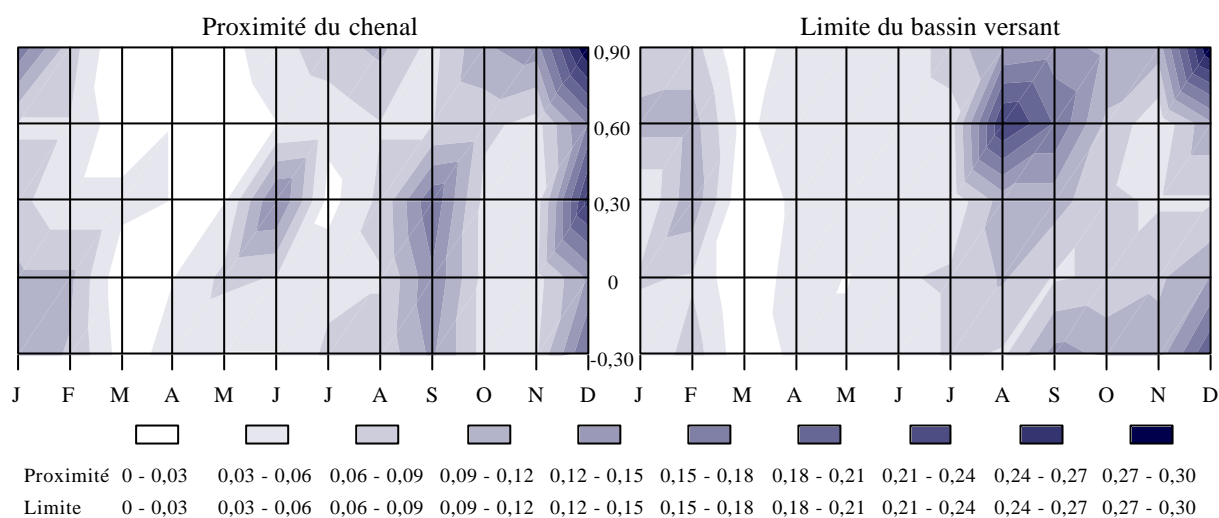 Proximité du chenal
Limite du bassin versant
0,90
0,60
0,30
0
-0,30
J F M A M J J A S O N D
J F M A M J J A S O N D
Proximité 0 - 0,03 0,03 - 0,06 0,06 - 0,09 0,09 - 0,12 0,12 - 0,15 0,15 - 0,18 0,18 - 0,21 0,21 - 0,24 0,24 - 0,27 0,27 - 0,30
Limite 0 - 0,03 0,03 - 0,06 0,06 - 0,09 0,09 - 0,12 0,12 - 0,15 0,15 - 0,18 0,18 - 0,21 0,21 - 0,24 0,24 - 0,27 0,27 - 0,30